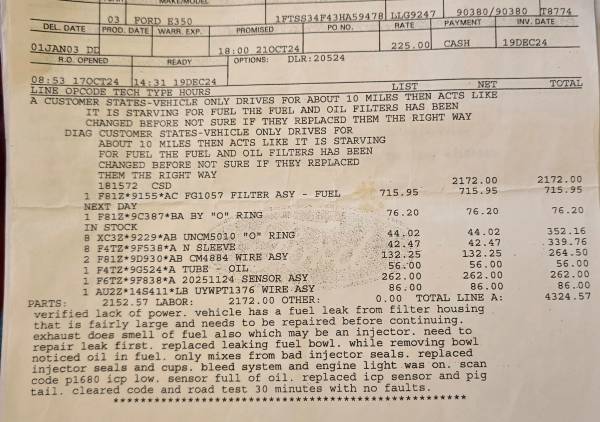 MAKE/MODEL
03 FORD E350 1FTSS34F43HA59478 LLG9247 90380/90380 T8774
DEL. DATE PROD. DATE WARR. EXP. PROMISED PO NO. RATE PAYMENT INV. DATE
01JAN03 DD 18:00 21OCT24 225.00 CASH 19DEC24
R.O. OPENED READY OPTIONS: DLR:20524
08:53 17OCT24 14:31 19DEC24
LINE OPCODE TECH TYPE HOURS LIST NET TOTAL
A CUSTOMER STATES-VEHICLE ONLY DRIVES FOR ABOUT 10 MILES THEN ACTS LIKE
IT IS STARVING FOR FUEL THE FUEL AND OIL FILTERS HAS BEEN
CHANGED BEFORE NOT SURE IF THEY REPLACED THEM THE RIGHT WAY
DIAG CUSTOMER STATES-VEHICLE ONLY DRIVES FOR
ABOUT 10 MILES THEN ACTS LIKE IT IS STARVING
FOR FUEL THE FUEL AND OIL FILTERS HAS BEEN
CHANGED BEFORE NOT SURE IF THEY REPLACED
THEM THE RIGHT WAY
181572 CSD 2172.00 2172.00
1 F81Z*9155*AC FG1057 FILTER ASY - FUEL 715.95 715.95 715.95
NEXT DAY
1 F81Z*9C387*BA BY "O" RING 76.20 76.20 76.20
IN STOCK
8 XC3Z*9229*AB UNCM5010 "O" RING 44.02 44.02 352.16
8 F4TZ*9F538*A N SLEEVE 42.47 42.47 339.76
2 F81Z*9D930*AB CM4884 WIRE ASY 132.25 132.25 264.50
1 F4TZ*9G524*A TUBE - OIL 56.00 56.00 56.00
1 F6TZ*9F838*A 20251124 SENSOR ASY 262.00 262.00 262.00
1 AU2Z*14S411*LB UYWPT1376 WIRE ASY 86.00 86.00 86.00
PARTS: 2152.57 LABOR: 2172.00 OTHER: 0.00 TOTAL LINE A: 4324.57
verified lack of power. vehicle has a fuel leak from filter housing
that is fairly large and needs to be repaired before continuing.
exhaust does smell of fuel also which may be an injector. need to
repair leak first. replaced leaking fuel bowl. while removing bowl
noticed oil in fuel. only mixes from bad injector seals. replaced
injector seals and cups. bleed system and engine light was on. scan
code p1680 icp low. sensor full of oil. replaced icp sensor and pig
tail. cleared code and road test 30 minutes with no faults.
**************************************************